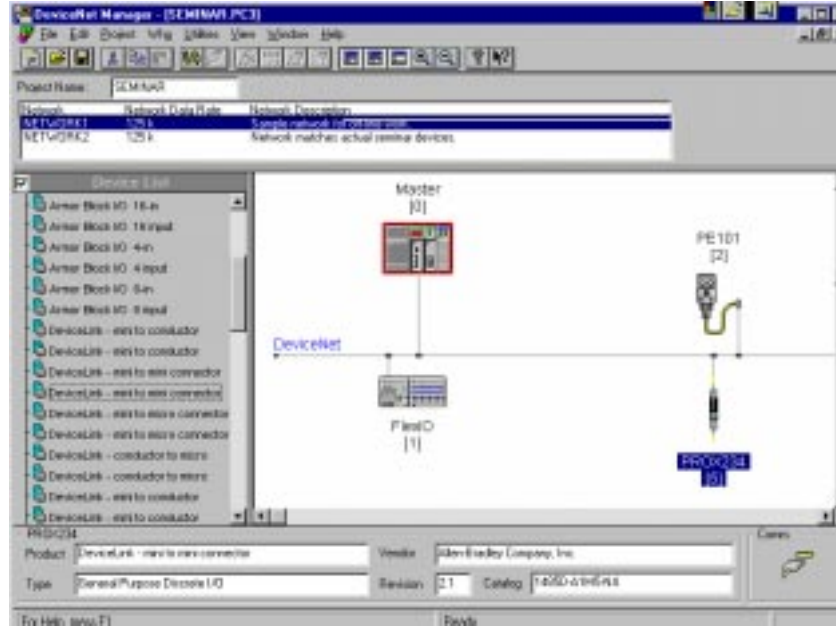 DeviceNet Manager - [SEMINAR.PC3]
File Edit Project Utilities View Window Help
Project Name: SEMINAR
Network Network Data Rate Network Description
NETWORK1 125 k Sample network
NETWORK2 125 k Network matches actual seminar devices.
Device List
Armor Block I/O 16-in
Armor Block I/O 16 input
Armor Block I/O 4-in
Armor Block I/O 4 input
Armor Block I/O 8-in
Armor Block I/O 8 input
DeviceLink - mini to conductor
DeviceLink - mini to conductor
DeviceLink - mini to mini connector
DeviceLink - mini to mini connector
DeviceLink - mini to micro connector
DeviceLink - mini to micro connector
DeviceLink - conductor to micro
DeviceLink - conductor to micro
DeviceLink - mini to conductor
DeviceLink - mini to conductor
Master
[0]
PE101
[2]
DeviceNet
FlexIO
[1]
PROX234
[6]
PROX234
Product DeviceLink - mini to mini connector
Vendor Allen-Bradley Company, Inc.
Type General Purpose Discrete I/O
Revision 2.1 Catalog
Comms
For Help, press F1
Ready